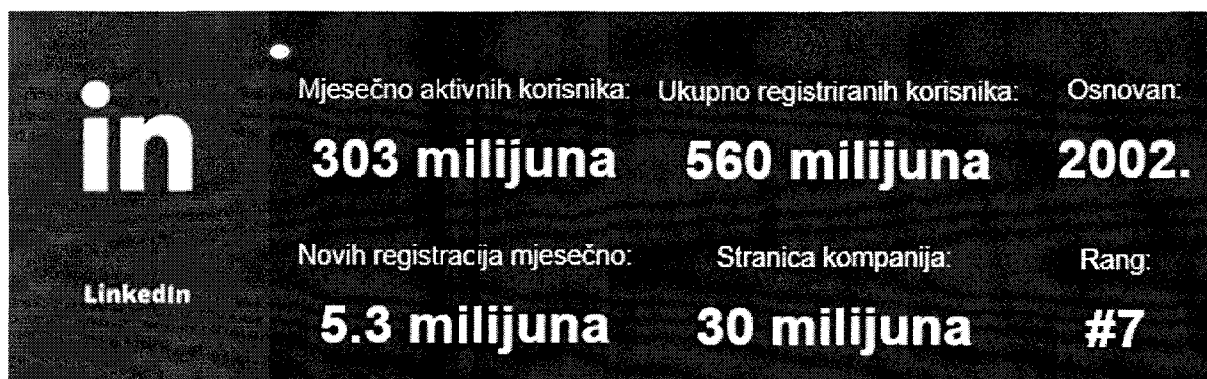 in
LinkedIn
Mjesečno aktivnih korisnika:
303 milijuna
Ukupno registriranih korisnika:
560 milijuna
Osnovan:
2002.
Novih registracija mjesečno:
5.3 milijuna
Stranica kompanija:
30 milijuna
Rang:
#7